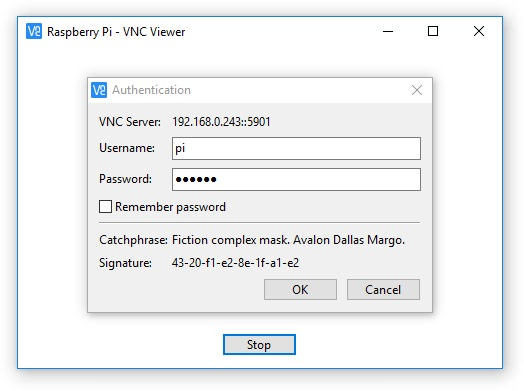 Raspberry Pi - VNC Viewer
Authentication
VNC Server: 192.168.0.243::5901
Username: pi
Password: ●●●●●●
Remember password
Catchphrase: Fiction complex mask. Avalon Dallas Margo.
Signature: 43-20-f1-e2-8e-1f-a1-e2
OK Cancel
Stop